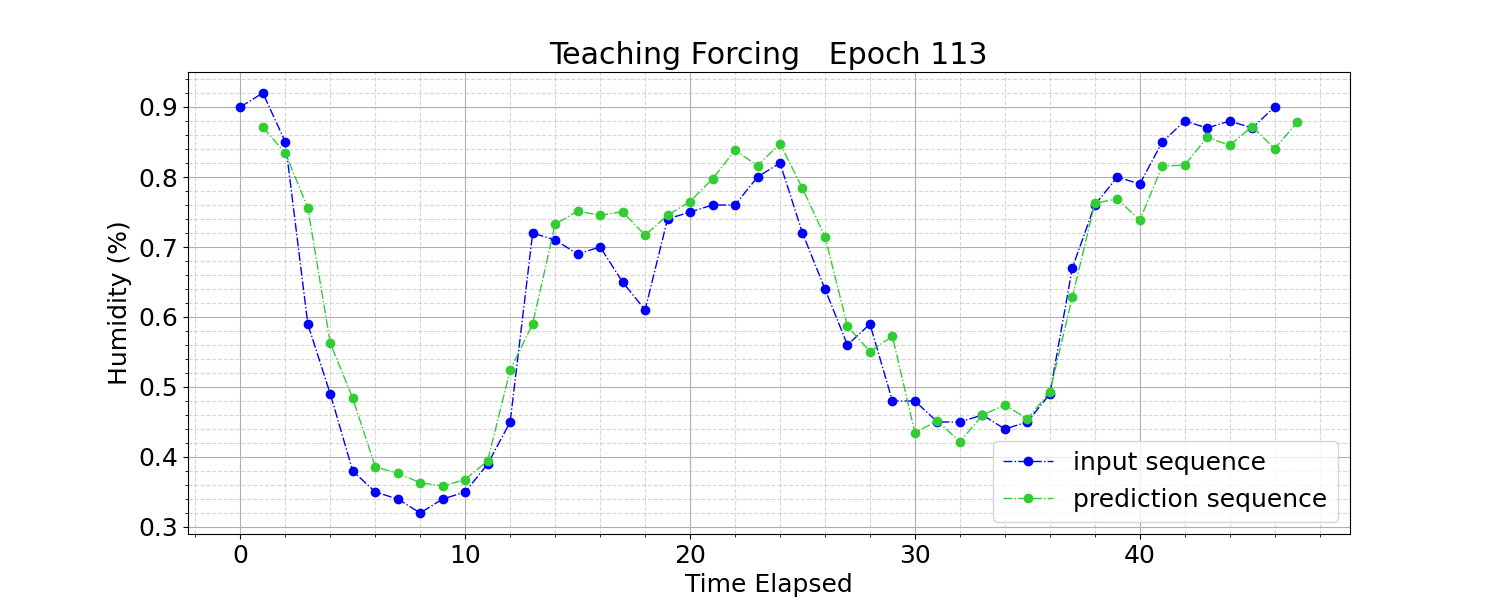 Teaching Forcing   Epoch 113
0.9
0.8
0.7
0.6
0.5
0.4
0.3
Humidity (%)
input sequence
prediction sequence
0 10 20 30 40
Time Elapsed